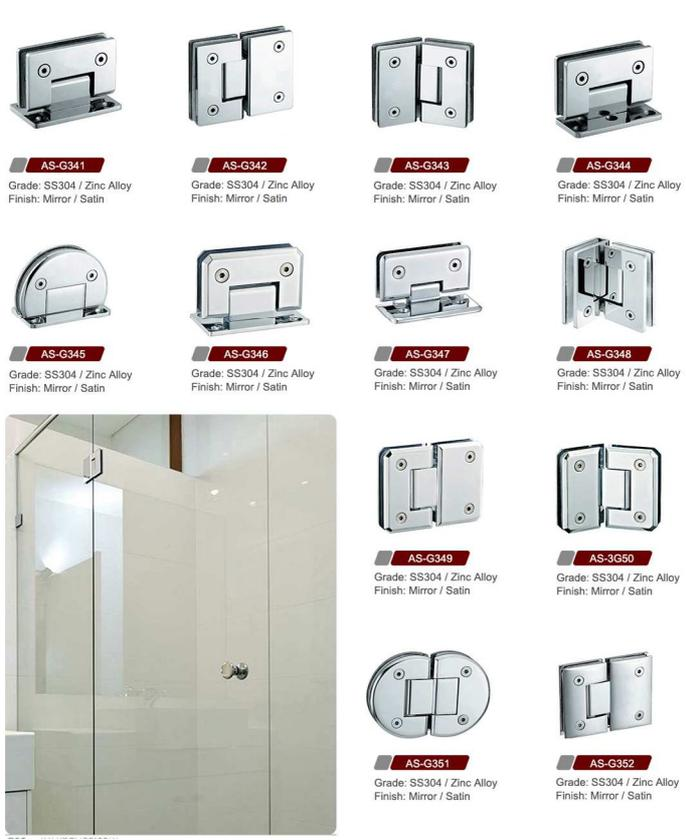 AS-G341
Grade: SS304 / Zinc Alloy
Finish: Mirror / Satin
AS-G342
Grade: SS304 / Zinc Alloy
Finish: Mirror / Satin
AS-G343
Grade: SS304 / Zinc Alloy
Finish: Mirror / Satin
AS-G344
Grade: SS304 / Zinc Alloy
Finish: Mirror / Satin
AS-G345
Grade: SS304 / Zinc Alloy
Finish: Mirror / Satin
AS-G346
Grade: SS304 / Zinc Alloy
Finish: Mirror / Satin
AS-G347
Grade: SS304 / Zinc Alloy
Finish: Mirror / Satin
AS-G348
Grade: SS304 / Zinc Alloy
Finish: Mirror / Satin
AS-G349
Grade: SS304 / Zinc Alloy
Finish: Mirror / Satin
AS-3G50
Grade: SS304 / Zinc Alloy
Finish: Mirror / Satin
AS-G351
Grade: SS304 / Zinc Alloy
Finish: Mirror / Satin
AS-G352
Grade: SS304 / Zinc Alloy
Finish: Mirror / Satin